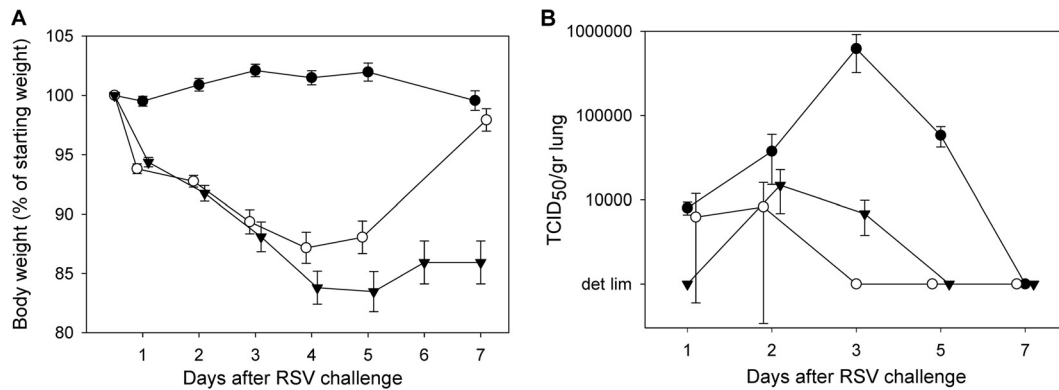 A
Body weight (% of starting weight)
105
100
95
90
85
80
1 2 3 4 5 6 7
Days after RSV challenge
B
TCID50/gr lung
1000000
100000
10000
det lim
1 2 3 5 7
Days after RSV challenge